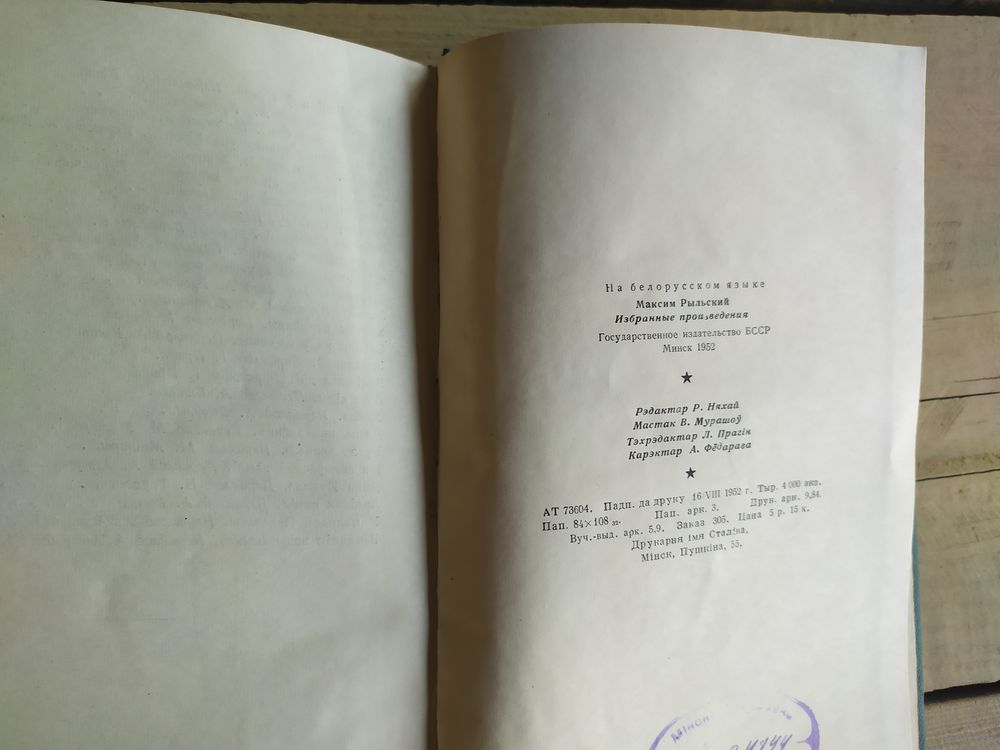 На белорусском языке
Максим Рыльский
Избранные произведения
Государственное издательство БССР
Минск 1952
★
Рэдактар Р. Няхай
Мастак В. Мурашоў
Тэхрэдактар Л. Прагін
Карэктар А. Фёдарава
★
АТ 73604. Падп. да друку 16/VIII 1952 г. Тыр. 4 000 экз.
Пап. 84×108 32. Пап. арк. 3. Друк. арк. 9,84.
Вуч.-выд. арк. 5,9. Заказ 305. Цана 5 р. 15 к.
Друкарня імя Сталіна.
Мінск, Пушкіна, 55.